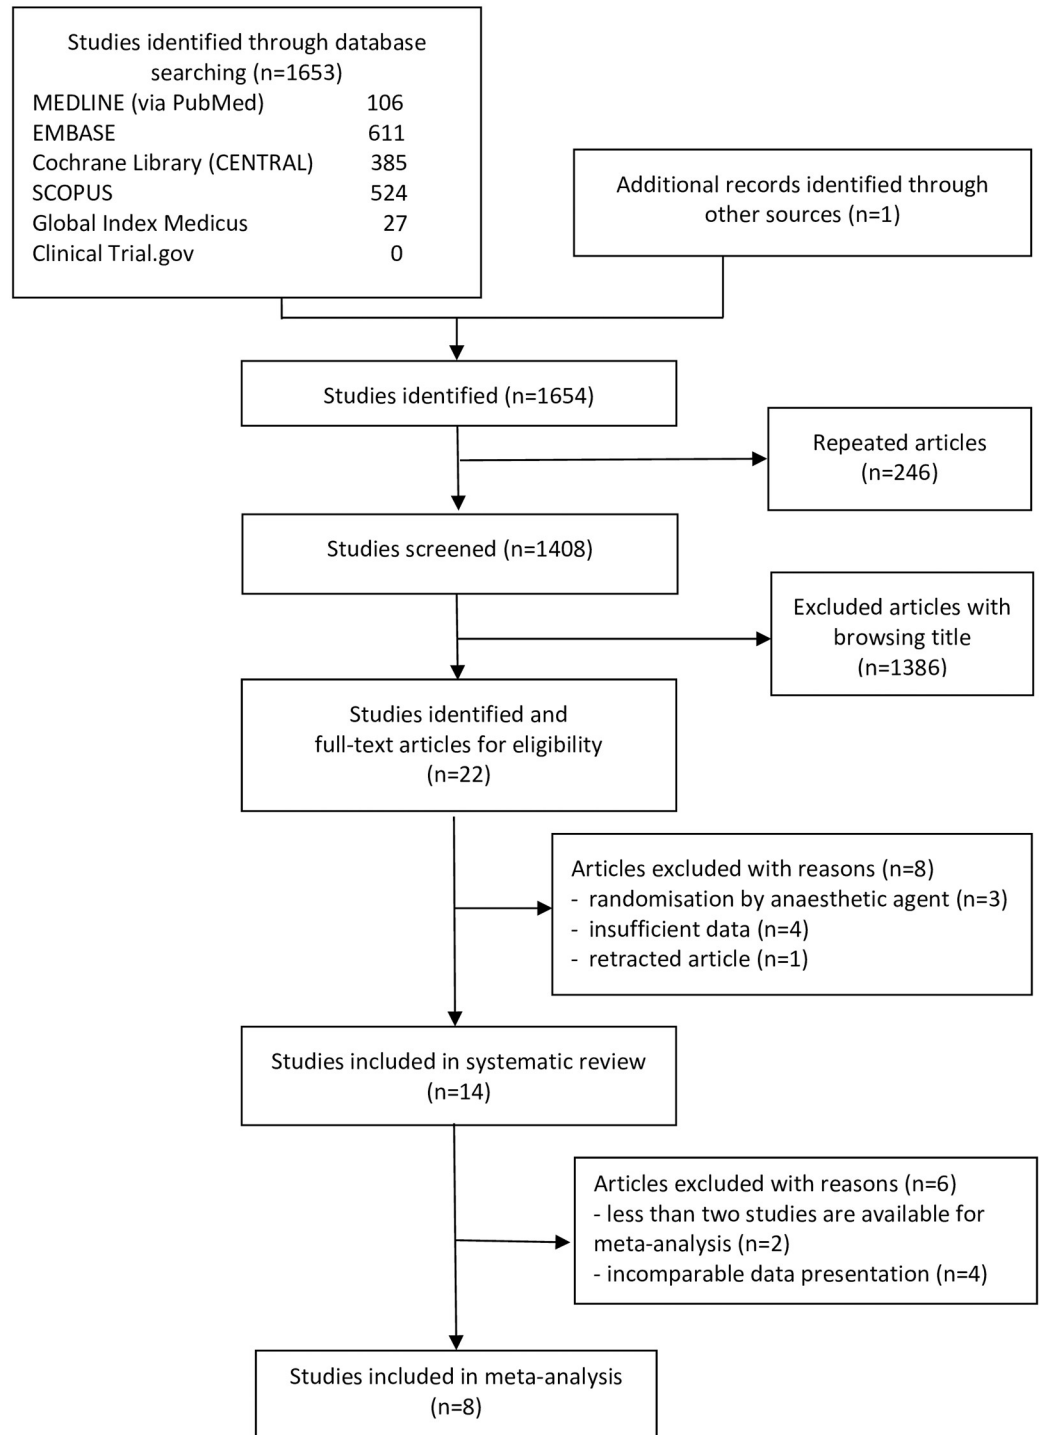 Studies identified through database
searching (n=1653)
MEDLINE (via PubMed) 106
EMBASE 611
Cochrane Library (CENTRAL) 385
SCOPUS 524
Global Index Medicus 27
Clinical Trial.gov 0
Additional records identified through
other sources (n=1)
Studies identified (n=1654)
Repeated articles
(n=246)
Studies screened (n=1408)
Excluded articles with
browsing title
(n=1386)
Studies identified and
full-text articles for eligibility
(n=22)
Articles excluded with reasons (n=8)
- randomisation by anaesthetic agent (n=3)
- insufficient data (n=4)
- retracted article (n=1)
Studies included in systematic review
(n=14)
Articles excluded with reasons (n=6)
- less than two studies are available for
meta-analysis (n=2)
- incomparable data presentation (n=4)
Studies included in meta-analysis
(n=8)